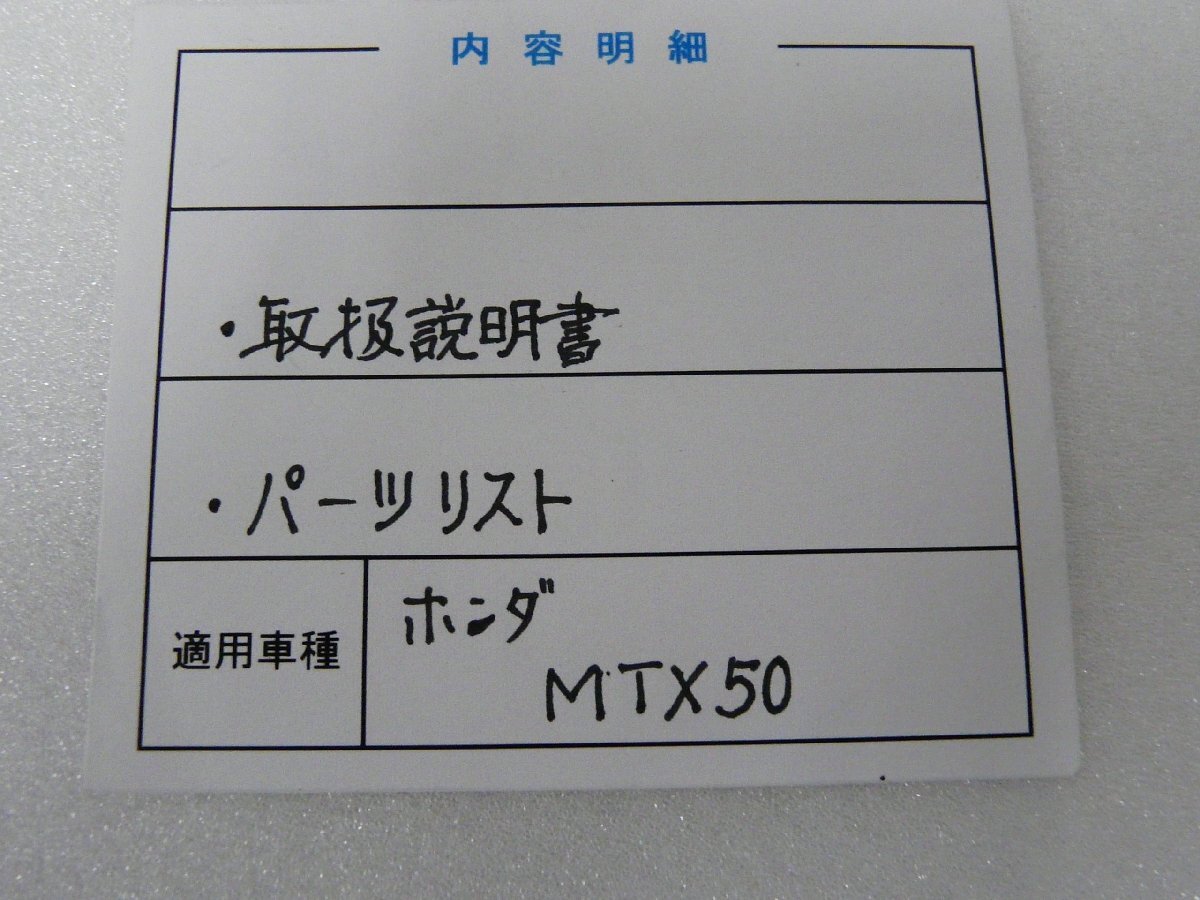 内容明細
・取扱説明書
・パーツリスト
適用車種
ホンダ
MTX50